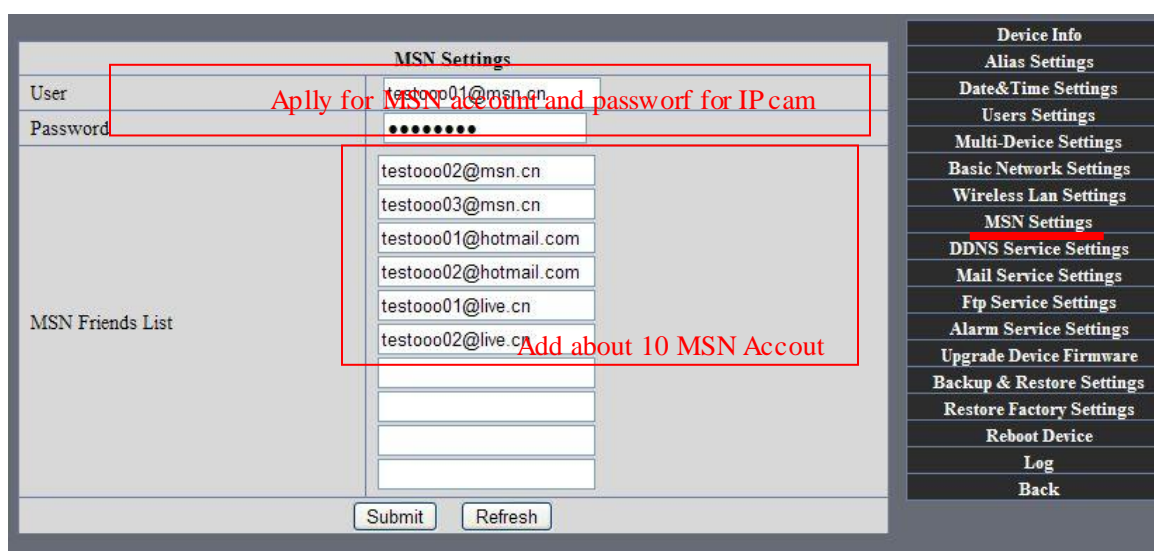 MSN Settings
User
testooo01@msn.cn
Aplly for MSN account and passworf for IP cam
Password
●●●●●●●●
MSN Friends List
testooo02@msn.cn
testooo03@msn.cn
testooo01@hotmail.com
testooo02@hotmail.com
testooo01@live.cn
testooo02@live.cn
Add about 10 MSN Accout
Submit
Refresh
Device Info
Alias Settings
Date&Time Settings
Users Settings
Multi-Device Settings
Basic Network Settings
Wireless Lan Settings
MSN Settings
DDNS Service Settings
Mail Service Settings
Ftp Service Settings
Alarm Service Settings
Upgrade Device Firmware
Backup & Restore Settings
Restore Factory Settings
Reboot Device
Log
Back